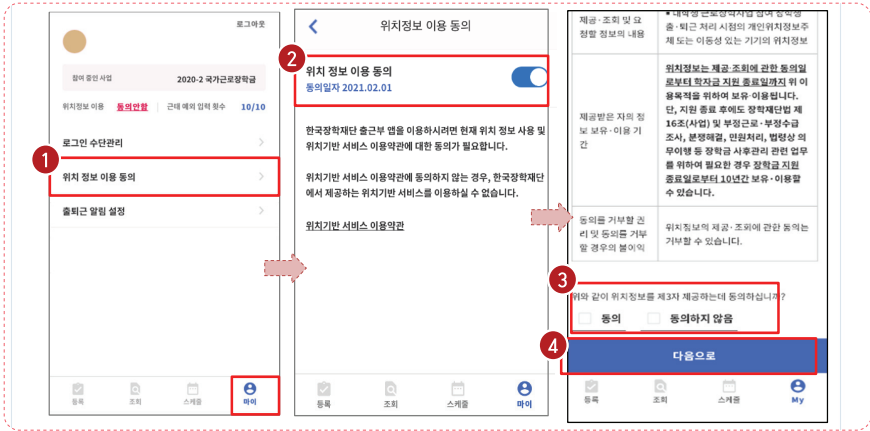 로그아웃
참여 중인 사업 2020-2 국가근로장학금
위치정보 이용 동의안함 근태 예외 입력 횟수 10/10
로그인 수단관리
1
위치 정보 이용 동의
출퇴근 알림 설정
등록 조회 스케줄 마이
위치정보 이용 동의
2
위치 정보 이용 동의
동의일자 2021.02.01
한국장학재단 출근부 앱을 이용하시려면 현재 위치 정보 사용 및
위치기반 서비스 이용약관에 대한 동의가 필요합니다.
위치기반 서비스 이용약관에 동의하지 않는 경우, 한국장학재단
에서 제공하는 위치기반 서비스를 이용하실 수 없습니다.
위치기반 서비스 이용약관
등록 조회 스케줄 마이
제공·조회 및 요
청할 정보의 내용
출·퇴근 처리 시점의 개인위치정보주
체 또는 이동성 있는 기기의 위치정보
제공받은 자의 정
보 보유·이용 기
간
위치정보는 제공·조회에 관한 동의일
로부터 학자금 지원 종료일까지 위 이
용목적을 위하여 보유·이용됩니다.
단, 지원 종료 후에도 장학재단법 제
16조(사업) 및 부정근로·부정수급
조사, 분쟁해결, 민원처리, 법령상 의
무이행 등 장학금 사후관리 관련 업무
를 위하여 필요한 경우 장학금 지원
종료일로부터 10년간 보유·이용할
수 있습니다.
동의를 거부할 권
리 및 동의를 거부
할 경우의 불이익
위치정보의 제공·조회에 관한 동의는
거부할 수 있습니다.
3
위와 같이 위치정보를 제3자 제공하는데 동의하십니까?
동의 동의하지 않음
4
다음으로
등록 조회 스케줄 My